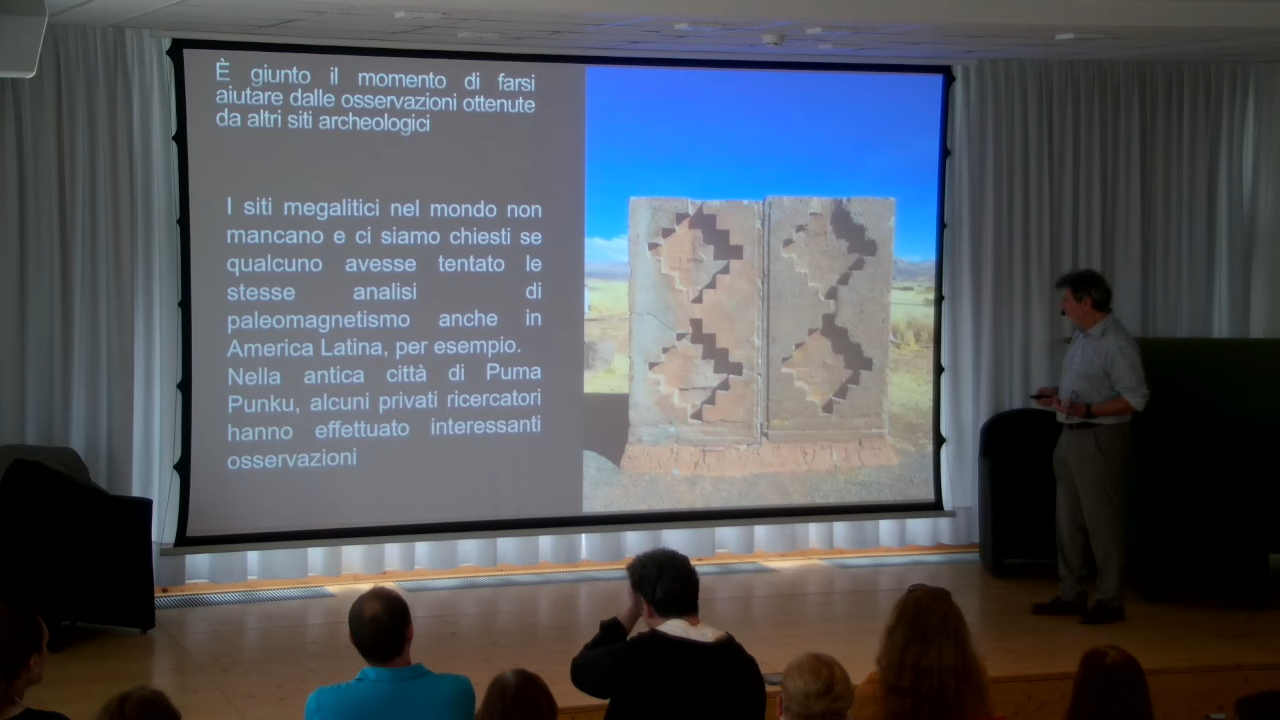 È giunto il momento di farsi
aiutare dalle osservazioni ottenute
da altri siti archeologici
I siti megalitici nel mondo non
mancano e ci siamo chiesti se
qualcuno avesse tentato le
stesse analisi di
paleomagnetismo anche in
America Latina, per esempio.
Nella antica città di Puma
Punku, alcuni privati ricercatori
hanno effettuato interessanti
osservazioni